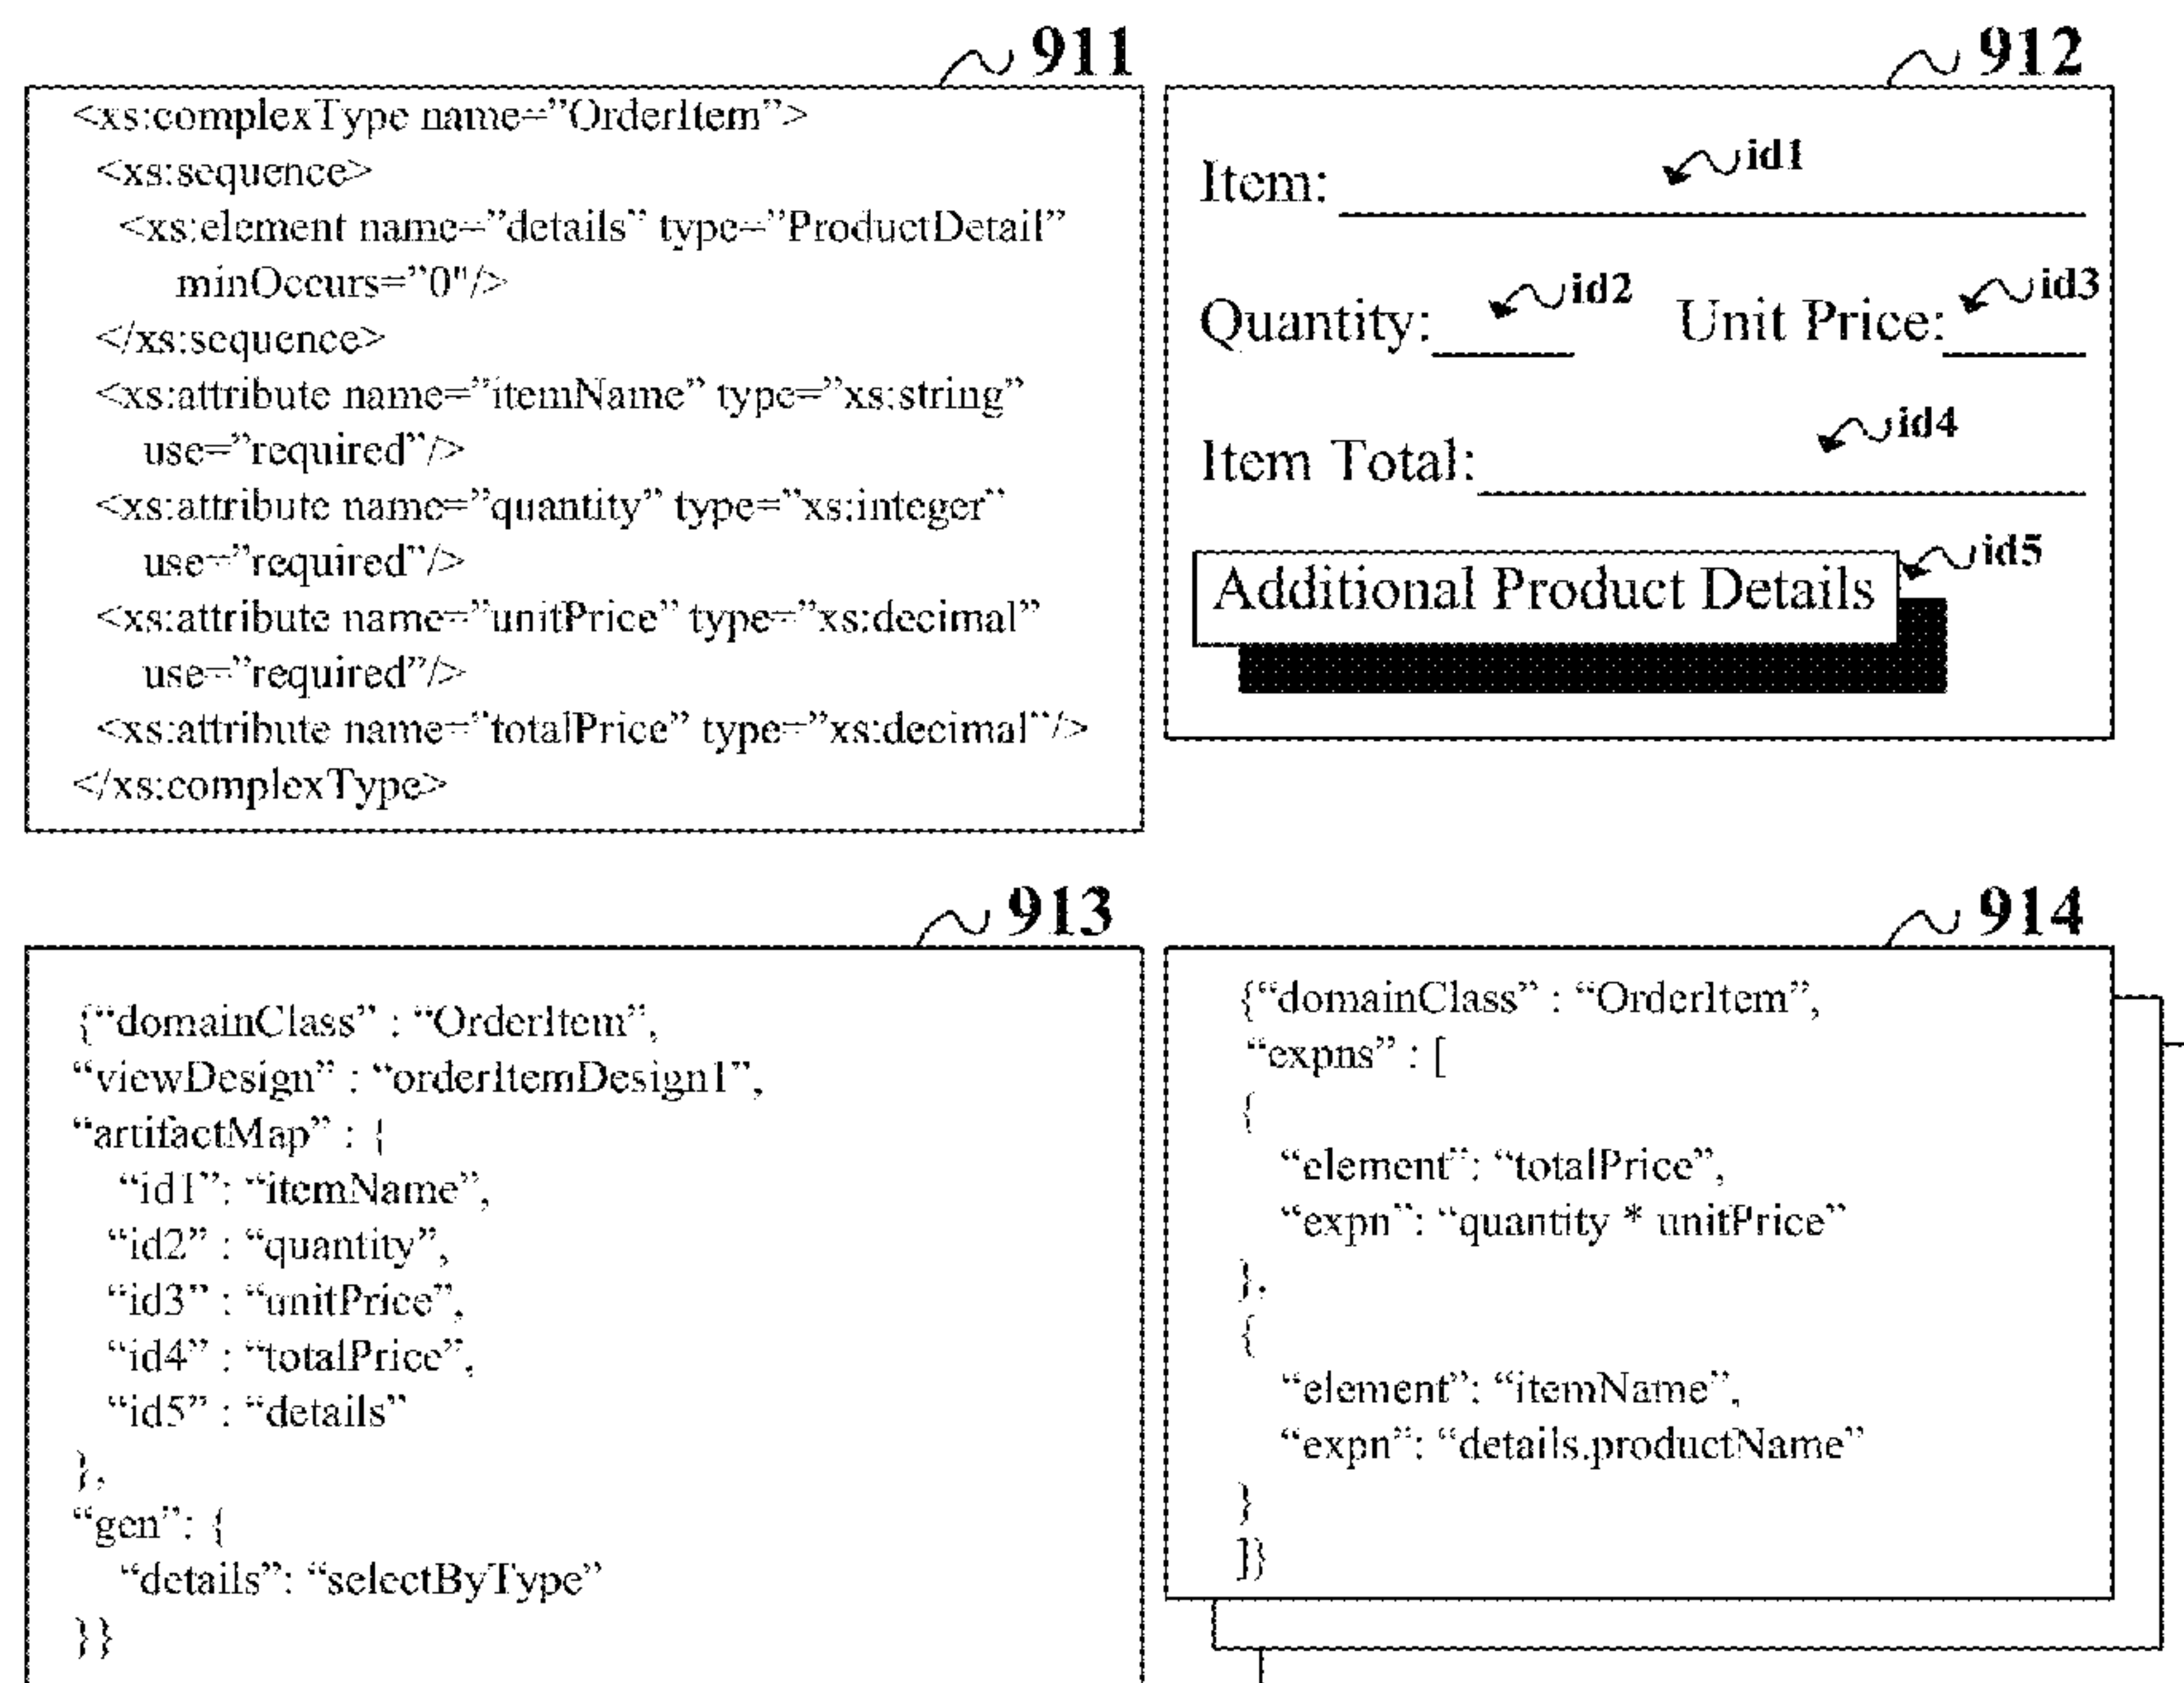 911
<xs:complexType name=”OrderItem”>
<xs:sequence>
<xs:element name=”details” type=”ProductDetail”
minOccurs=”0"/>
</xs:sequence>
<xs:attribute name=”itemName” type=”xs:string”
use=”required”/>
<xs:attribute name=”quantity” type=”xs:integer”
use=”required”/>
<xs:attribute name=”unitPrice” type=”xs:decimal”
use=”required”/>
<xs:attribute name=”totalPrice” type=”xs:decimal”/>
</xs:complexType>
912
Item: id1
Quantity: id2 Unit Price: id3
Item Total: id4
Additional Product Details id5
913
{“domainClass” : “OrderItem”,
“viewDesign” : “orderItemDesign1”,
“artifactMap” : {
“id1”: “itemName”,
“id2” : “quantity”,
“id3” : “unitPrice”,
“id4” : “totalPrice”,
“id5” : “details”
},
“gen”: {
“details”: “selectByType”
}}
914
{“domainClass” : “OrderItem”,
“expns” : [
{
“element”: “totalPrice”,
“expn”: “quantity * unitPrice”
},
{
“element”: “itemName”,
“expn”: “details.productName”
}
]}